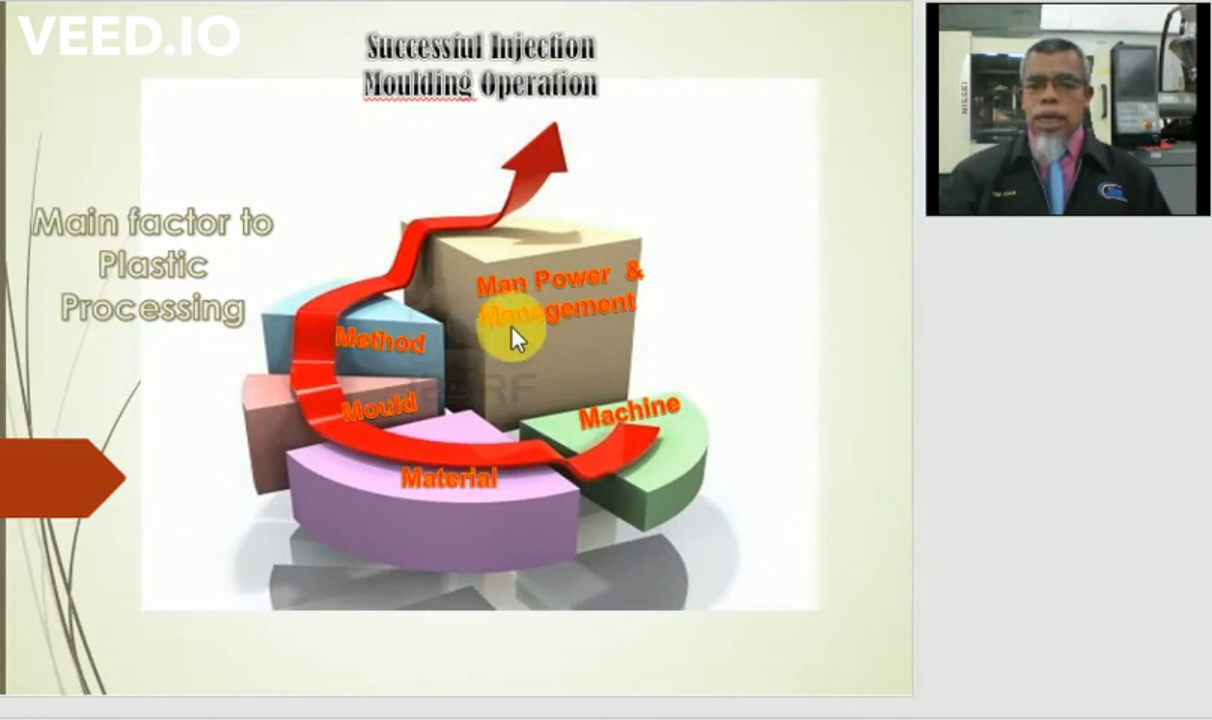 VEED.IO
Successful Injection
Moulding Operation
Main factor to
Plastic
Processing
Man Power &
Management
Method
Mould
Machine
Material